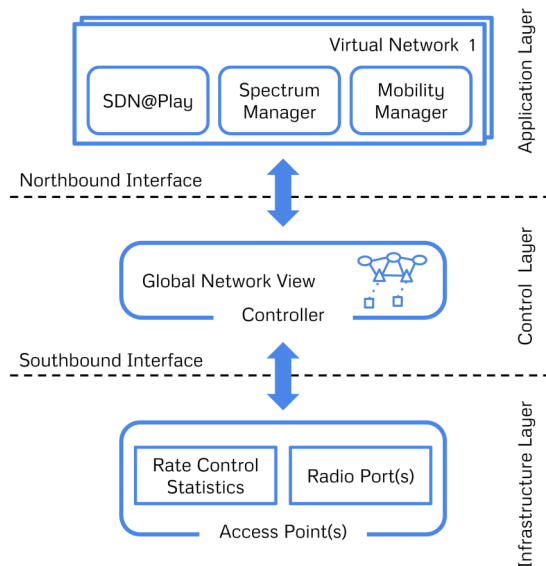 Virtual Network 1
SDN@Play
Spectrum
Manager
Mobility
Manager
Application Layer
Northbound Interface
Global Network View
Controller
Control Layer
Southbound Interface
Rate Control
Statistics
Radio Port(s)
Access Point(s)
Infrastructure Layer